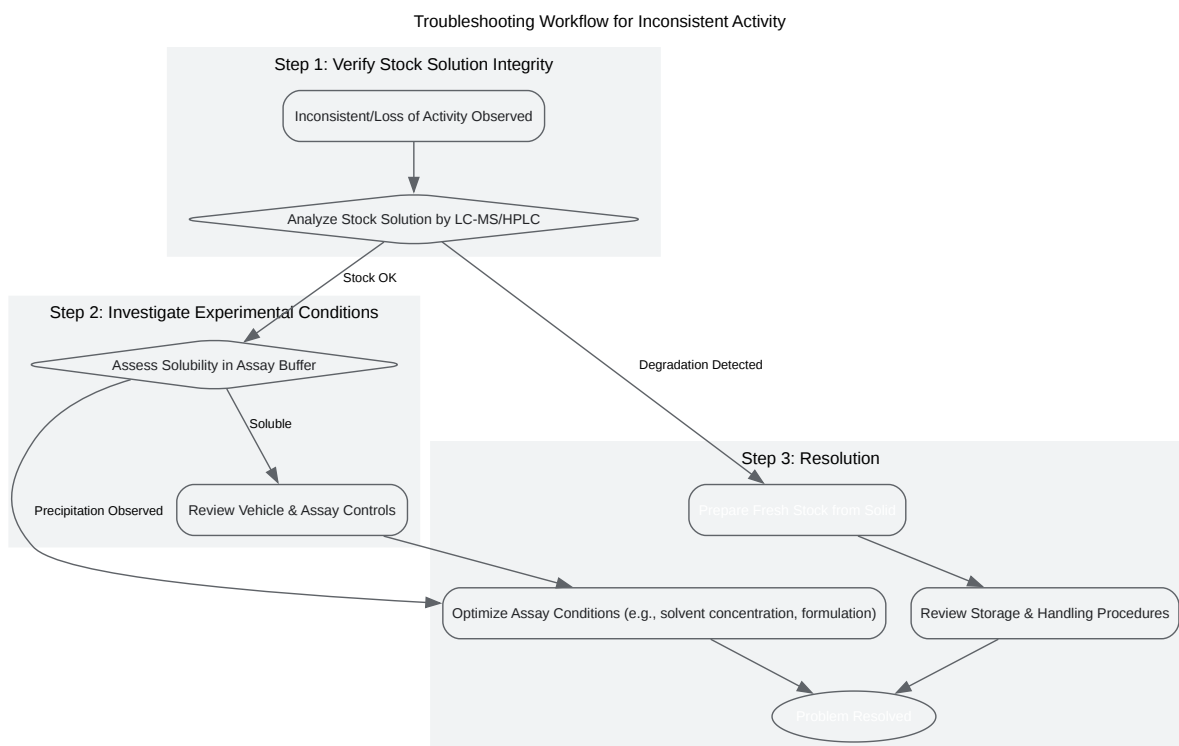 Troubleshooting Workflow for Inconsistent Activity
Step 1: Verify Stock Solution Integrity
Inconsistent/Loss of Activity Observed
Analyze Stock Solution by LC-MS/HPLC
Stock OK
Step 2: Investigate Experimental Conditions
Assess Solubility in Assay Buffer
Degradation Detected
Soluble
Step 3: Resolution
Precipitation Observed
Review Vehicle & Assay Controls
Prepare Fresh Stock from Solid
Optimize Assay Conditions (e.g., solvent concentration, formulation)
Review Storage & Handling Procedures
Problem Resolved